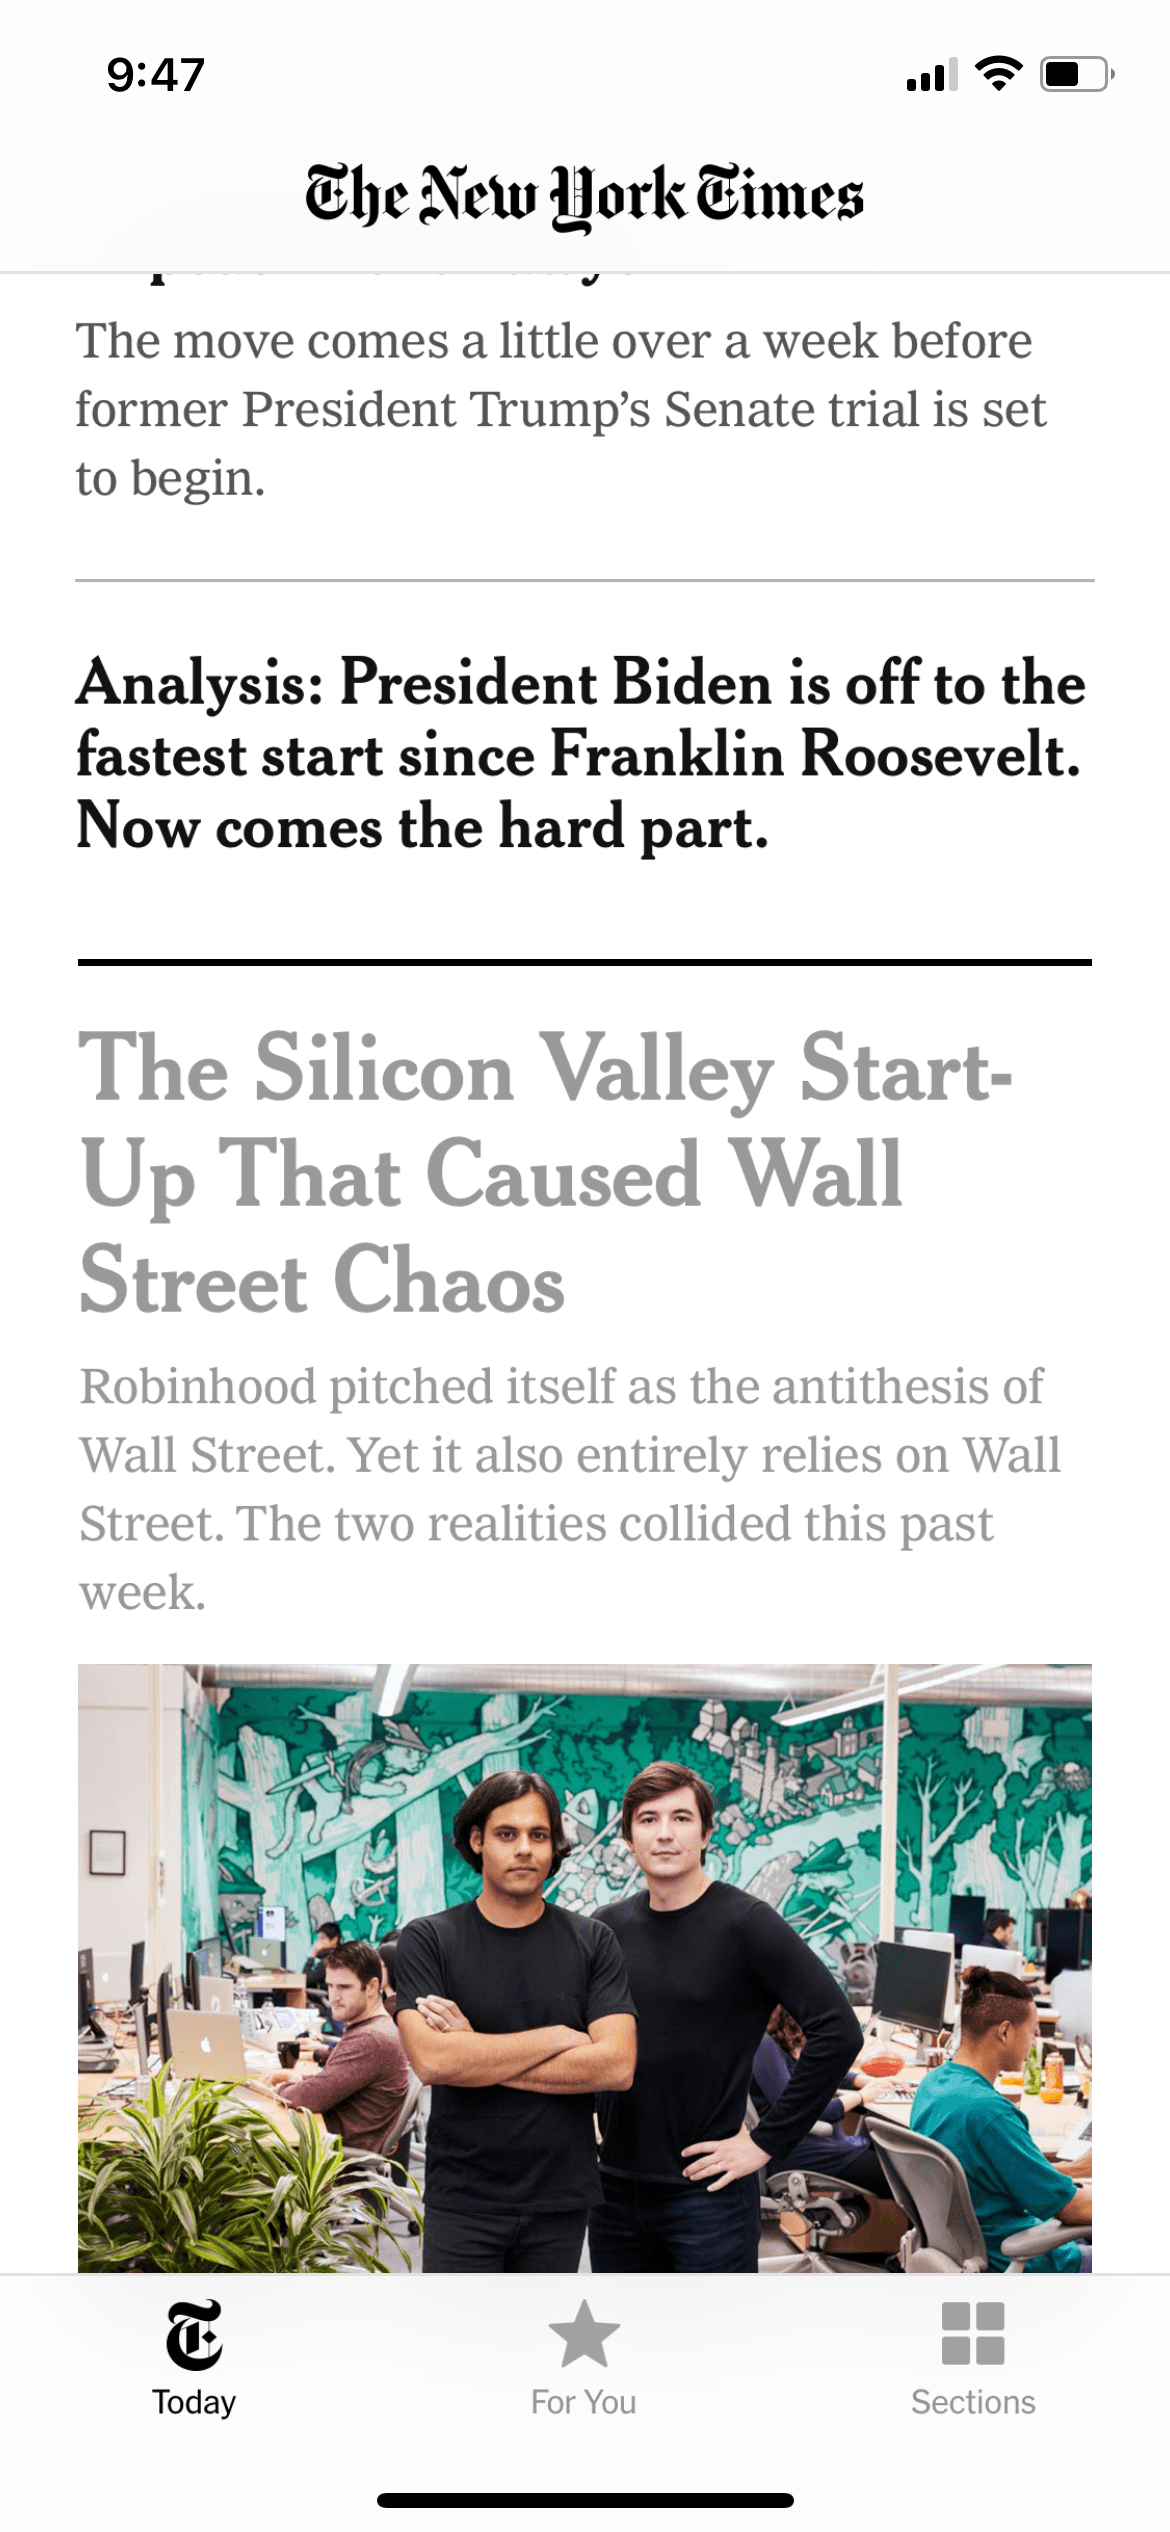 9:47
The New York Times
The move comes a little over a week before
former President Trump’s Senate trial is set
to begin.
Analysis: President Biden is off to the
fastest start since Franklin Roosevelt.
Now comes the hard part.
The Silicon Valley Start-
Up That Caused Wall
Street Chaos
Robinhood pitched itself as the antithesis of
Wall Street. Yet it also entirely relies on Wall
Street. The two realities collided this past
week.
Today
For You
Sections